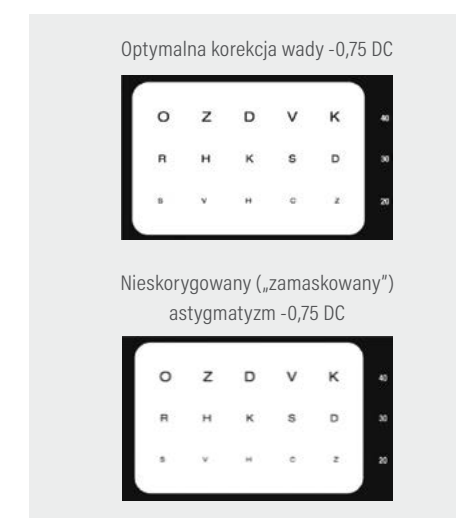 Optymalna korekcja wady -0,75 DC
O Z D V K 40
R H K S D 30
S V H C Z 20
Nieskorygowany („zamaskowany”)
astygmatyzm -0,75 DC
O Z D V K 40
R H K S D 30
S V H C Z 20